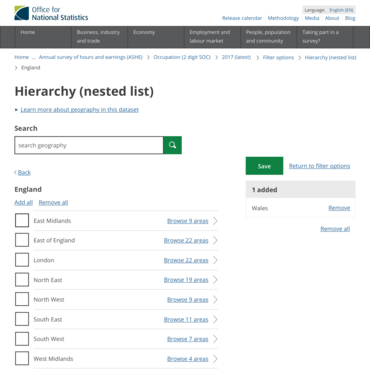 Office for
National Statistics
Language: English (EN)
Release calendar Methodology Media About Blog
Home
Business, industry and trade
Economy
Employment and labour market
People, population and community
Taking part in a survey?
Home ... Annual survey of hours and earnings (ASHE) > Occupation (2 digit SOC) > 2017 (latest) > Filter options > Hierarchy (nested list)
> England
Hierarchy (nested list)
Learn more about geography in this dataset
Search
search geography
Save Return to filter options
Back
1 added
England
Wales Remove
Add all Remove all
Remove all
East Midlands Browse 9 areas
East of England Browse 22 areas
London Browse 22 areas
North East Browse 19 areas
North West Browse 9 areas
South East Browse 11 areas
South West Browse 7 areas
West Midlands Browse 4 areas